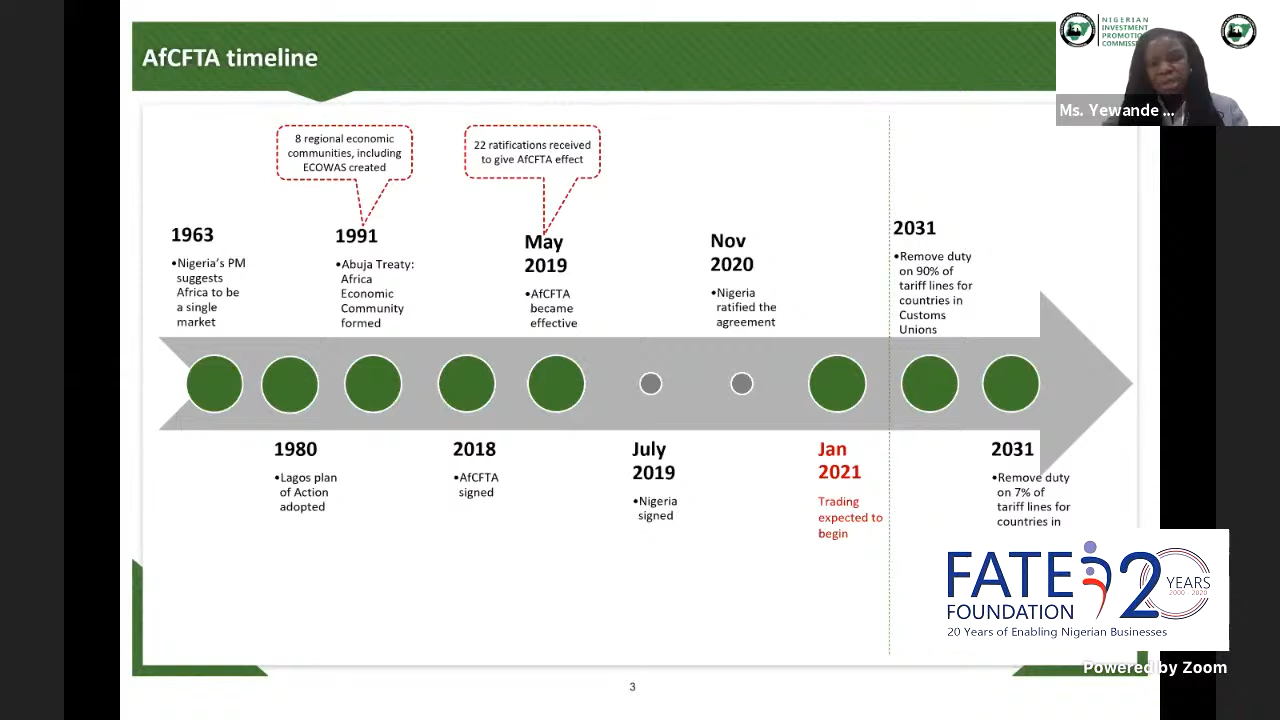 AfCFTA timeline
NIGERIAN
INVESTMENT
PROMOTION
Ms. Yewande ...
8 regional economic
communities, including
ECOWAS created
22 ratifications received
to give AfCFTA effect
1963
•Nigeria's PM
suggests
Africa to be
a single
market
1991
•Abuja Treaty:
Africa
Economic
Community
formed
May
2019
•AfCFTA
became
effective
Nov
2020
•Nigeria
ratified the
agreement
2031
•Remove duty
on 90% of
tariff lines for
countries in
Customs
Unions
1980
•Lagos plan
of Action
adopted
2018
•AfCFTA
signed
July
2019
•Nigeria
signed
Jan
2021
Trading
expected to
begin
2031
•Remove duty
on 7% of
tariff lines for
countries in
FATE
FOUNDATION
20 YEARS
2000 - 2020
20 Years of Enabling Nigerian Businesses
Powered by Zoom
3